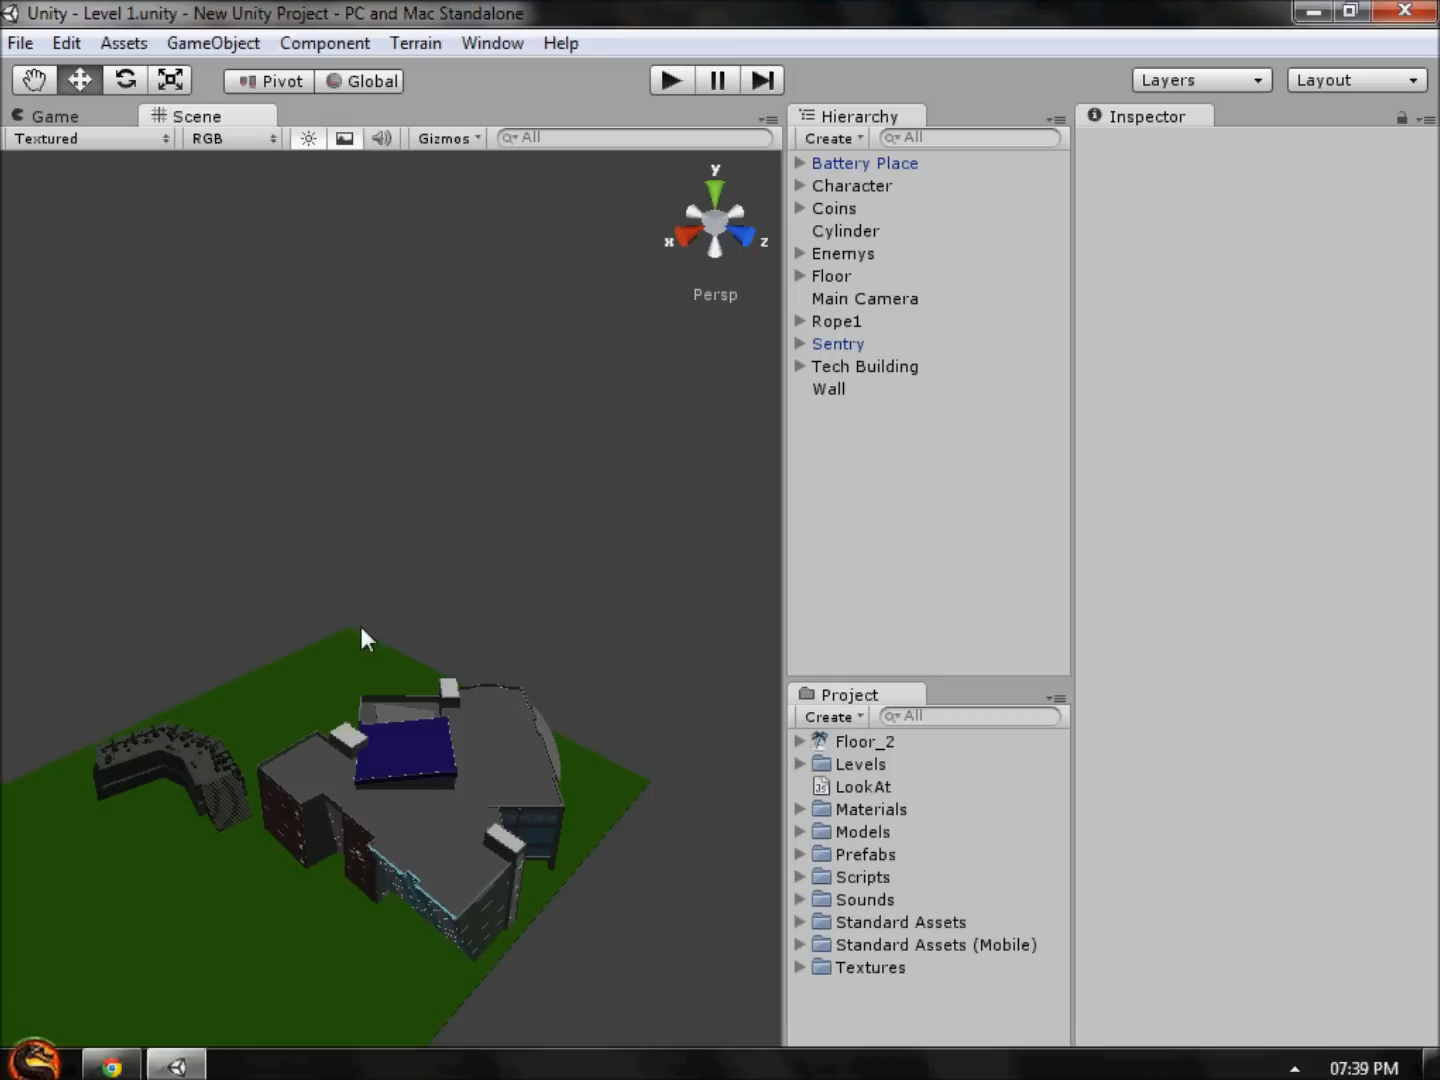 Unity - Level 1.unity - New Unity Project - PC and Mac Standalone
File Edit Assets GameObject Component Terrain Window Help
Pivot Global Layers Layout
Game Scene
Textured RGB Gizmos All
y
x z
Persp
Hierarchy
Create All
Battery Place
Character
Coins
Cylinder
Enemys
Floor
Main Camera
Rope1
Sentry
Tech Building
Wall
Inspector
Project
Create All
Floor_2
Levels
Js LookAt
Materials
Models
Prefabs
Scripts
Sounds
Standard Assets
Standard Assets (Mobile)
Textures
07:39 PM